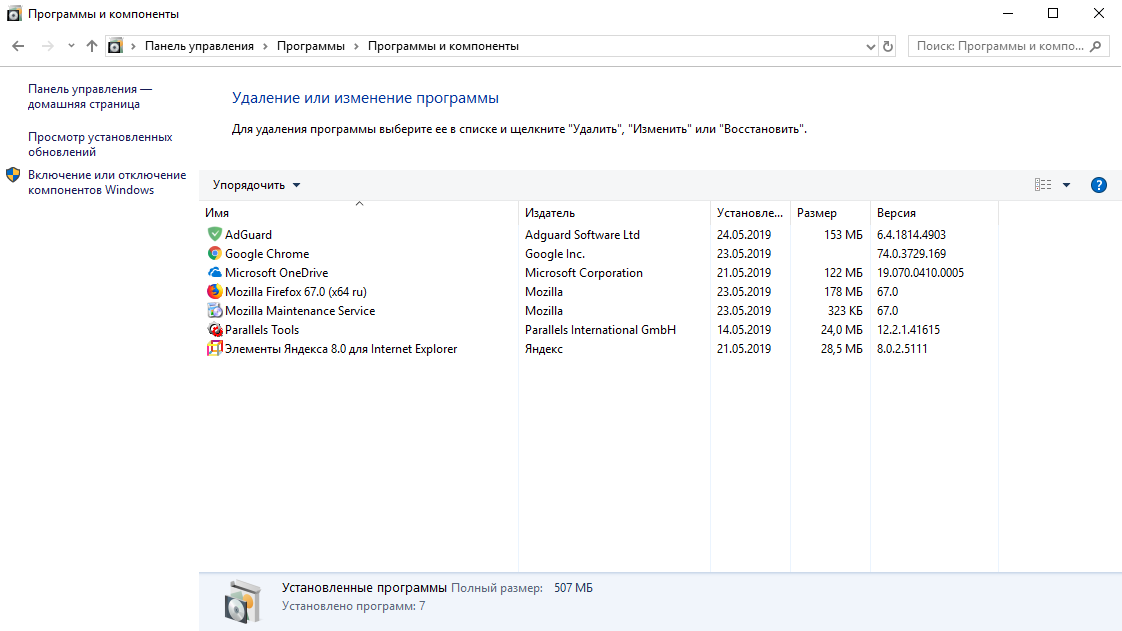 Программы и компоненты
Панель управления › Программы › Программы и компоненты
Поиск: Программы и компо...
Панель управления —
домашняя страница
Просмотр установленных
обновлений
Включение или отключение
компонентов Windows
Удаление или изменение программы
Для удаления программы выберите ее в списке и щелкните "Удалить", "Изменить" или "Восстановить".
Упорядочить
Имя Издатель Установле... Размер Версия
AdGuard Adguard Software Ltd 24.05.2019 153 МБ 6.4.1814.4903
Google Chrome Google Inc. 23.05.2019 74.0.3729.169
Microsoft OneDrive Microsoft Corporation 21.05.2019 122 МБ 19.070.0410.0005
Mozilla Firefox 67.0 (x64 ru) Mozilla 23.05.2019 178 МБ 67.0
Mozilla Maintenance Service Mozilla 23.05.2019 323 КБ 67.0
Parallels Tools Parallels International GmbH 14.05.2019 24,0 МБ 12.2.1.41615
Элементы Яндекса 8.0 для Internet Explorer Яндекс 21.05.2019 28,5 МБ 8.0.2.5111
Установленные программы Полный размер: 507 МБ
Установлено программ: 7